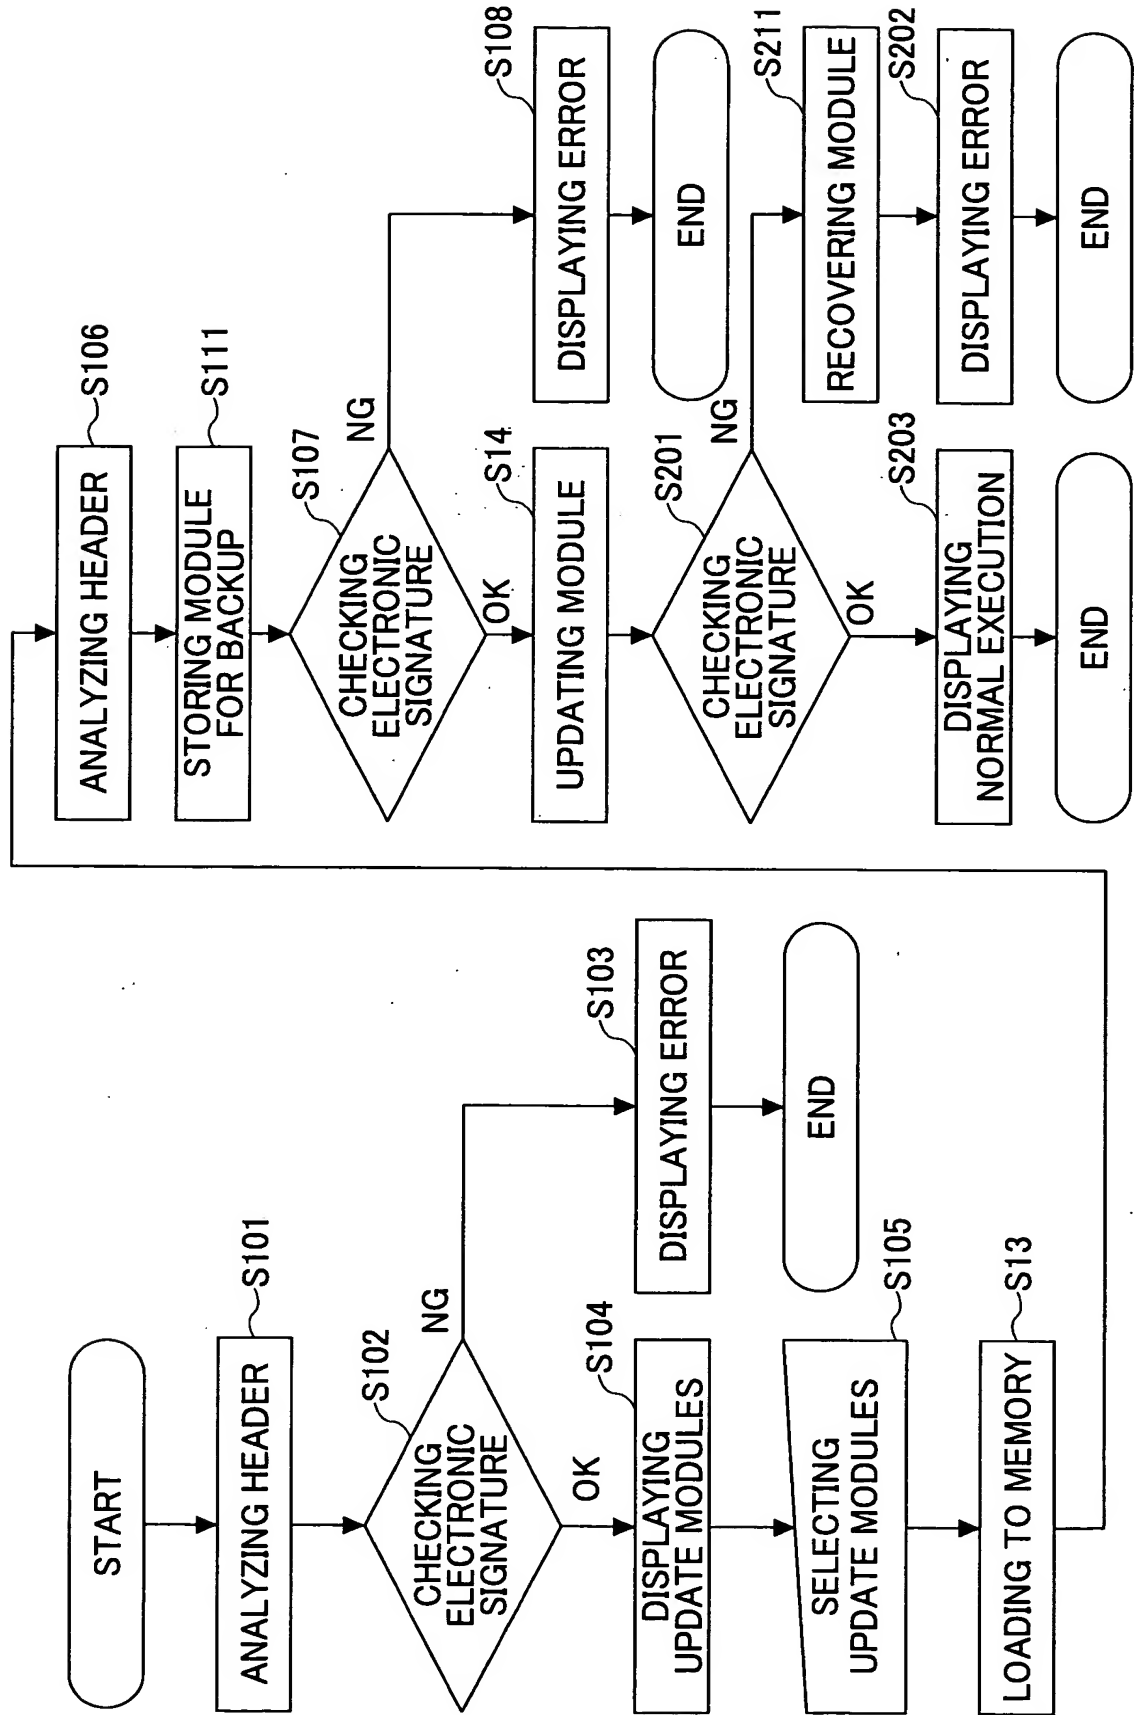 START
ANALYZING HEADER
S101
CHECKING
ELECTRONIC
SIGNATURE
S102
NG
OK
DISPLAYING ERROR
S103
END
DISPLAYING
UPDATE MODULES
S104
SELECTING
UPDATE MODULES
S105
LOADING TO MEMORY
S13
ANALYZING HEADER
S106
STORING MODULE
FOR BACKUP
S111
CHECKING
ELECTRONIC
SIGNATURE
S107
NG
OK
DISPLAYING ERROR
S108
END
UPDATING MODULE
S14
CHECKING
ELECTRONIC
SIGNATURE
S201
NG
OK
RECOVERING MODULE
S211
DISPLAYING ERROR
S202
END
DISPLAYING
NORMAL EXECUTION
S203
END